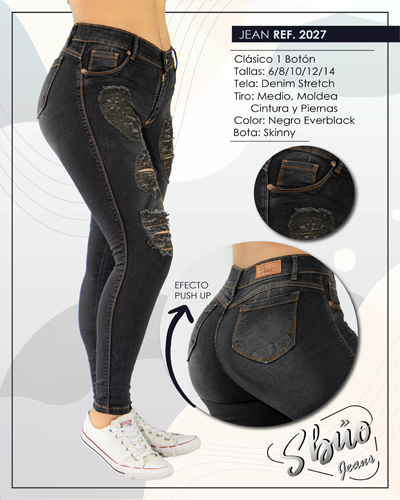 JEAN REF. 2027
Clásico 1 Botón
Tallas: 6/8/10/12/14
Tela: Denim Stretch
Tiro: Medio, Moldea
Cintura y Piernas
Color: Negro Everblack
Bota: Skinny
EFECTO
PUSH UP
Sbüo
Jeans